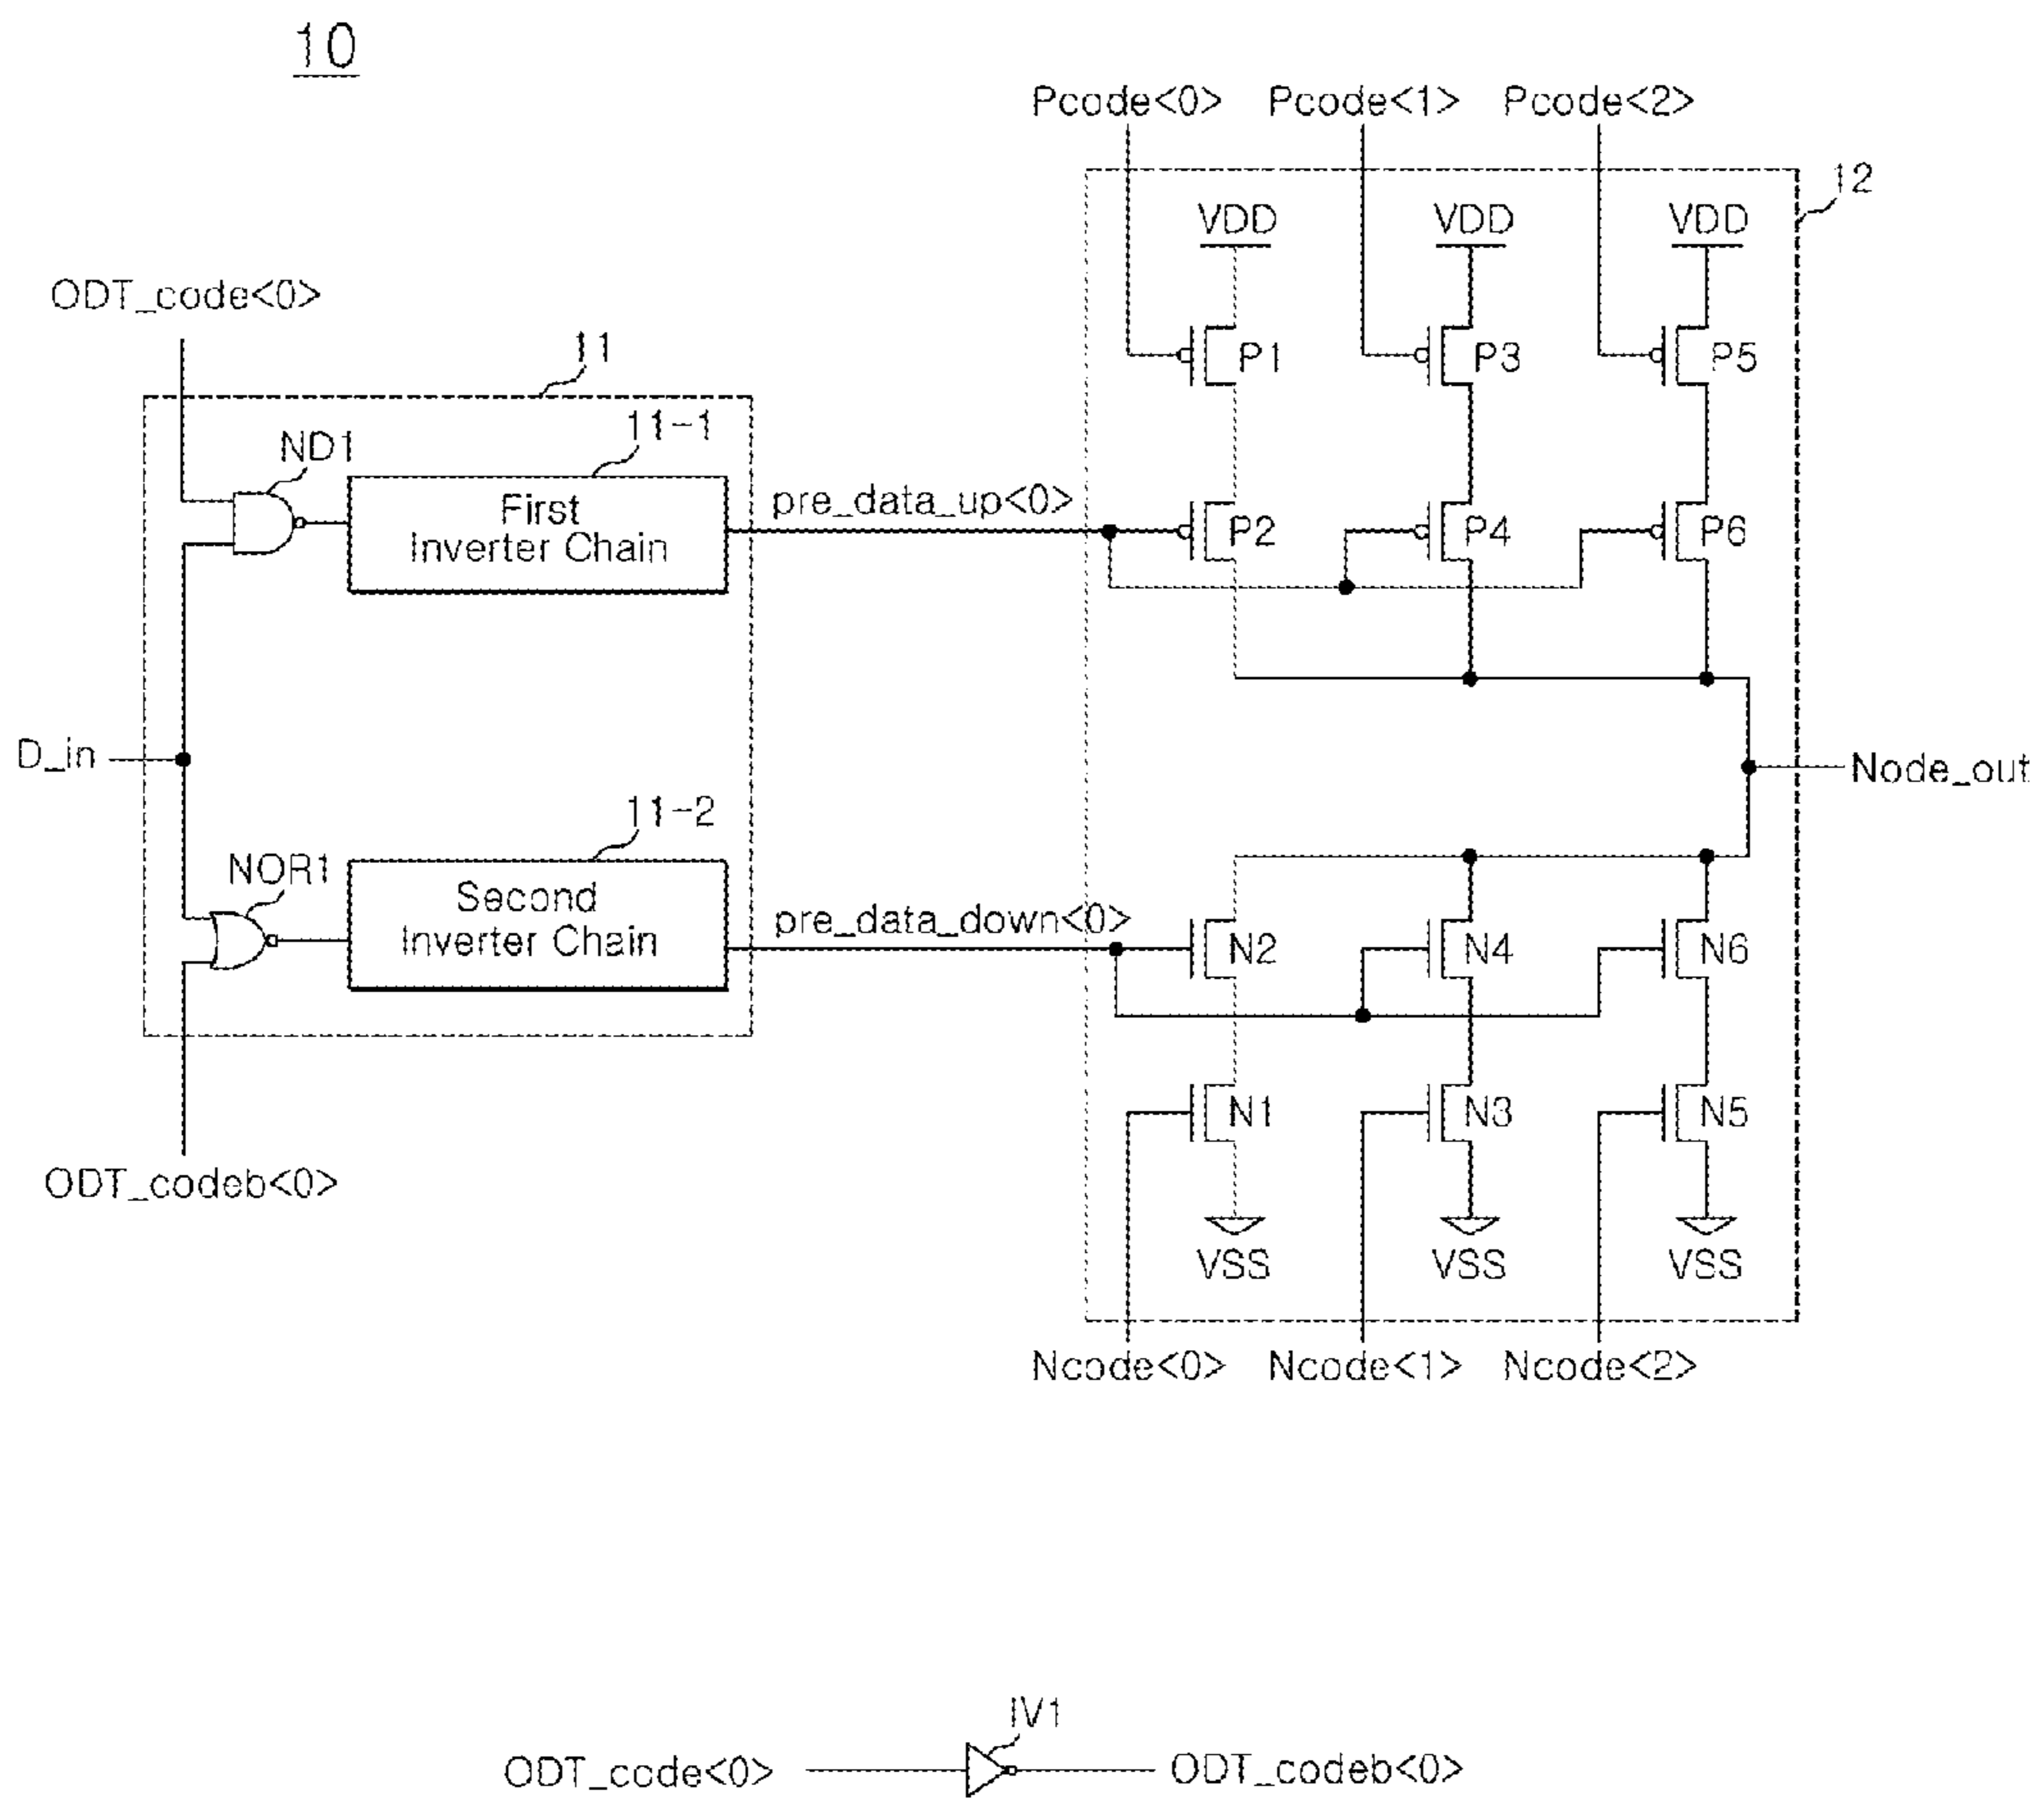 10
Pcode<0> Pcode<1> Pcode<2>
12
VDD VDD VDD
ODT_code<0>
P1 P3 P5
11
11-1
ND1
First
Inverter Chain
pre_data_up<0>
P2 P4 P6
D_in
Node_out
11-2
NOR1
Second
Inverter Chain
pre_data_down<0>
N2 N4 N6
N1 N3 N5
ODT_codeb<0>
VSS VSS VSS
Ncode<0> Ncode<1> Ncode<2>
IV1
ODT_code<0> ODT_codeb<0>